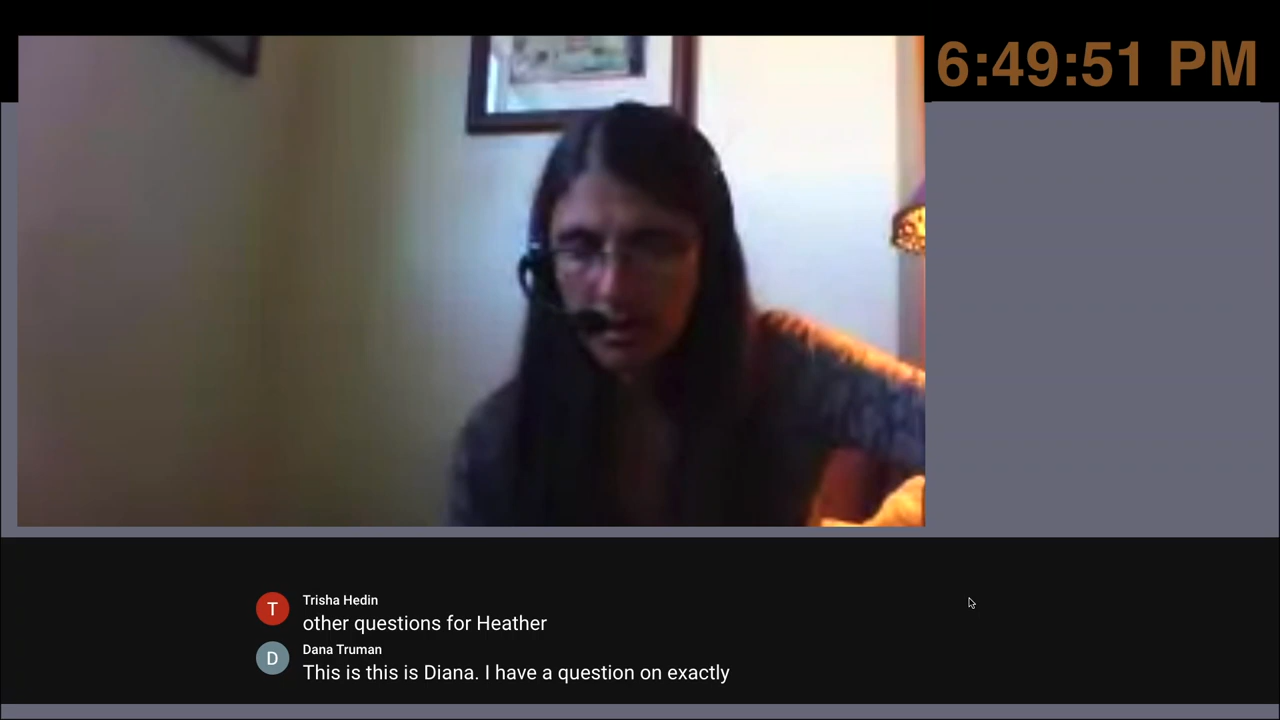 6:49:51 PM
T
Trisha Hedin
other questions for Heather
D
Dana Truman
This is this is Diana. I have a question on exactly